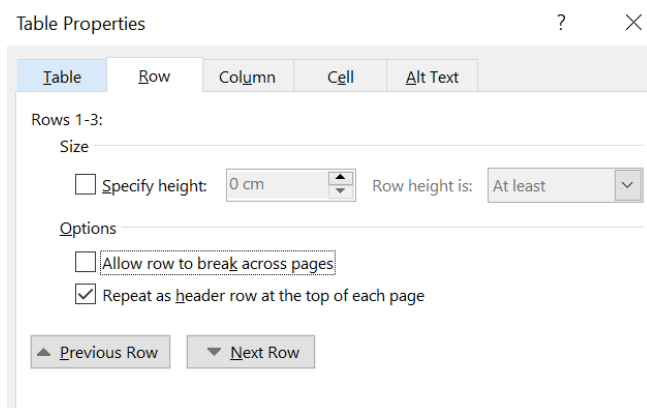 Table Properties ?
Table Row Column Cell Alt Text
Rows 1-3:
Size
Specify height: 0 cm Row height is: At least
Options
Allow row to break across pages
Repeat as header row at the top of each page
Previous Row Next Row